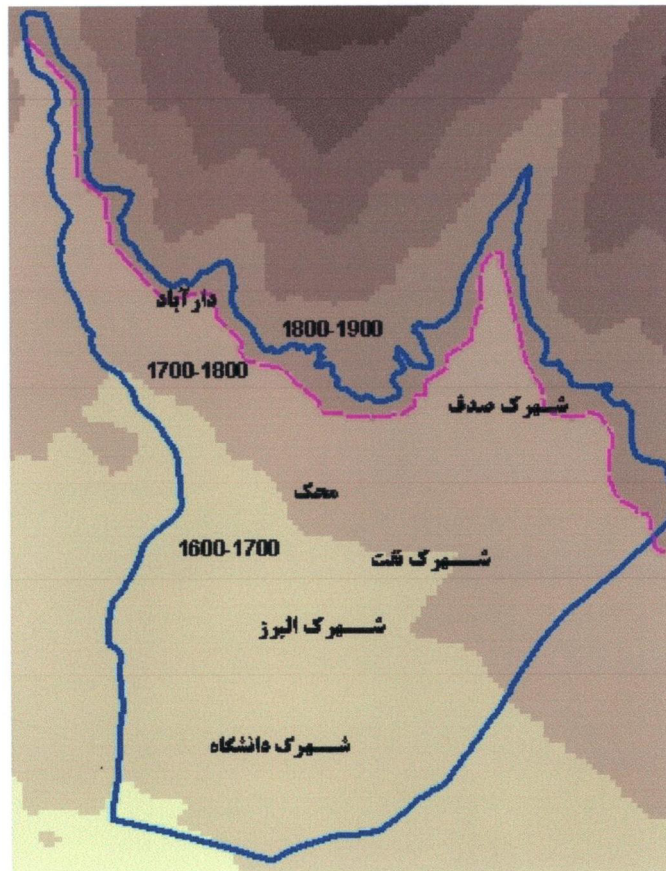 دارآباد
1800-1900
1700-1800
شهرک صدف
محک
1600-1700
شهرک نفت
شهرک البرز
شهرک دانشگاه